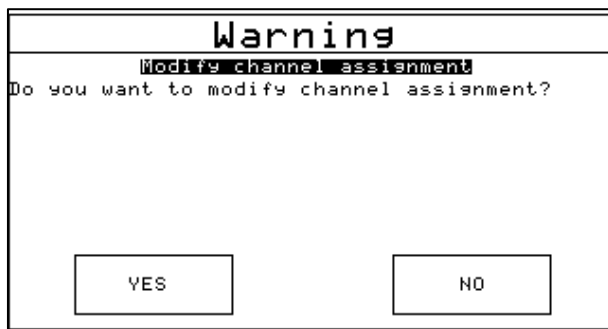 Warning
Modify channel assignment
Do you want to modify channel assignment?
YES NO